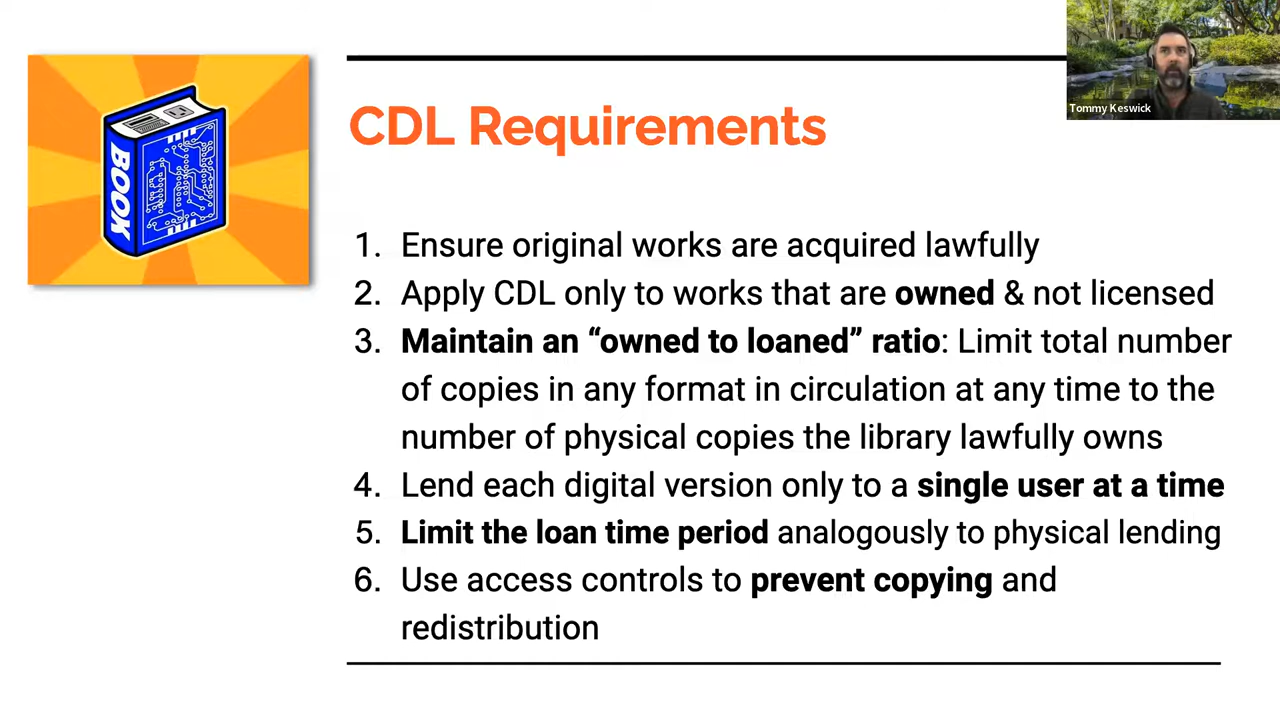 Tommy Keswick
BOOK
CDL Requirements
1. Ensure original works are acquired lawfully
2. Apply CDL only to works that are owned & not licensed
3. Maintain an “owned to loaned” ratio: Limit total number
of copies in any format in circulation at any time to the
number of physical copies the library lawfully owns
4. Lend each digital version only to a single user at a time
5. Limit the loan time period analogously to physical lending
6. Use access controls to prevent copying and
redistribution